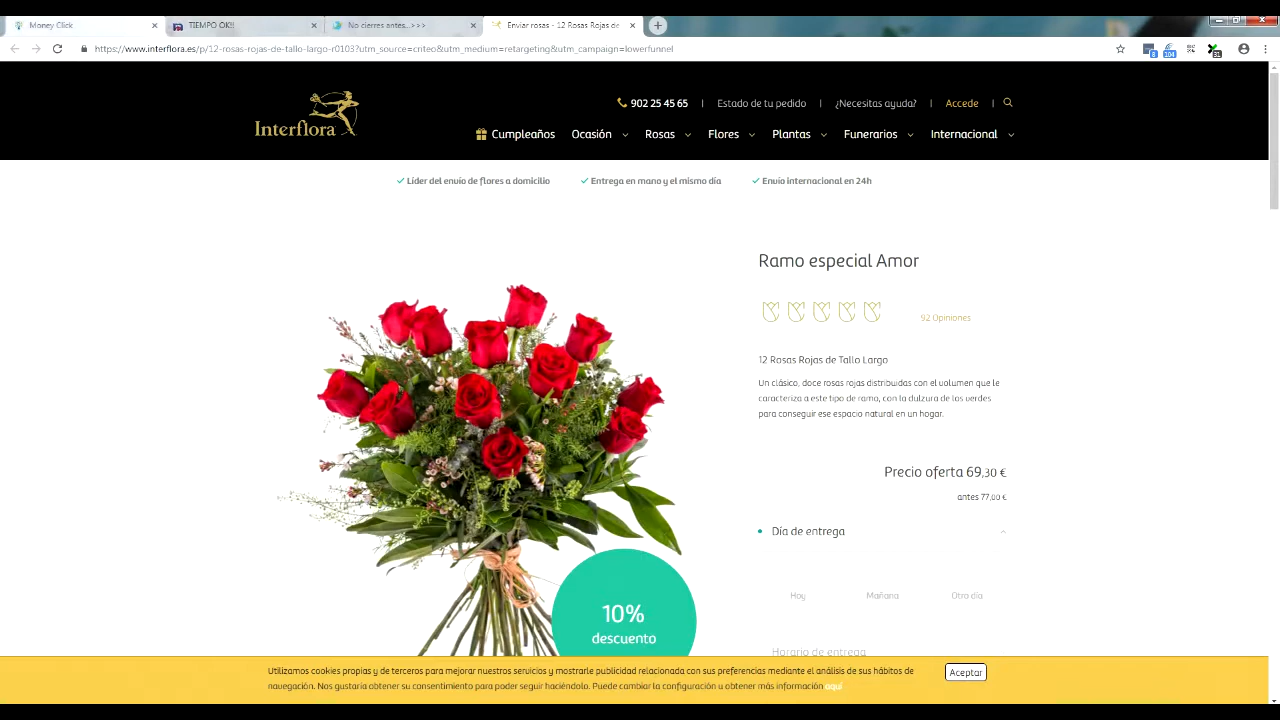 Money Click
TIEMPO OK!!
No cierres antes...>>>
Enviar rosas - 12 Rosas Rojas de
https://www.interflora.es/p/12-rosas-rojas-de-tallo-largo-r0103?utm_source=criteo&utm_medium=retargeting&utm_campaign=lowerfunnel
8
104
31
Interflora
902 25 45 65 | Estado de tu pedido | ¿Necesitas ayuda? | Accede |
Cumpleaños Ocasión Rosas Flores Plantas Funerarios Internacional
Líder del envío de flores a domicilio Entrega en mano y el mismo día Envío internacional en 24h
Ramo especial Amor
92 Opiniones
12 Rosas Rojas de Tallo Largo
Un clásico, doce rosas rojas distribuidas con el volumen que le
caracteriza a este tipo de ramo, con la dulzura de los verdes
para conseguir ese espacio natural en un hogar.
Precio oferta 69,30 €
antes 77,00 €
Día de entrega
Hoy Mañana Otra día
Horario de entrega
10%
descuento
Utilizamos cookies propias y de terceros para mejorar nuestros servicios y mostrarle publicidad relacionada con sus preferencias mediante el análisis de sus hábitos de
navegación. Nos gustaría obtener su consentimiento para poder seguir haciéndolo. Puede cambiar la configuración u obtener más información aquí
Aceptar